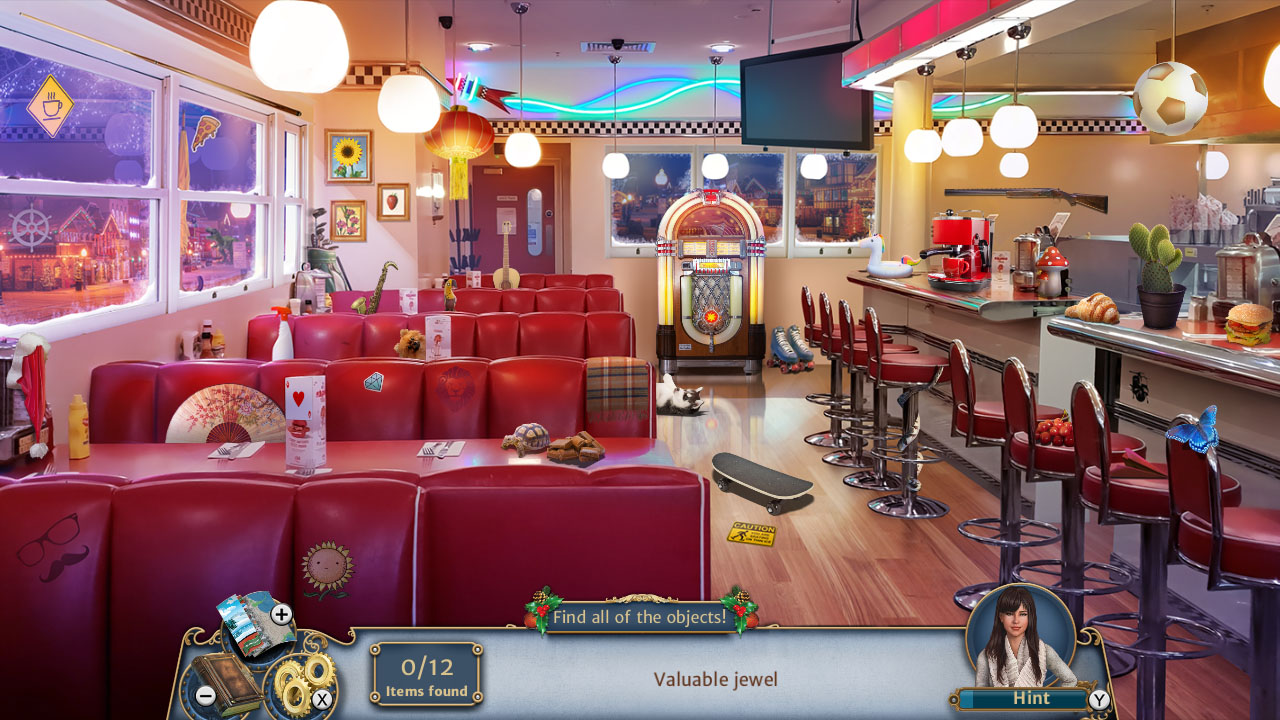 CAUTION
Find all of the objects!
0/12
Items found
Valuable jewel
Hint
+
-
X
Y